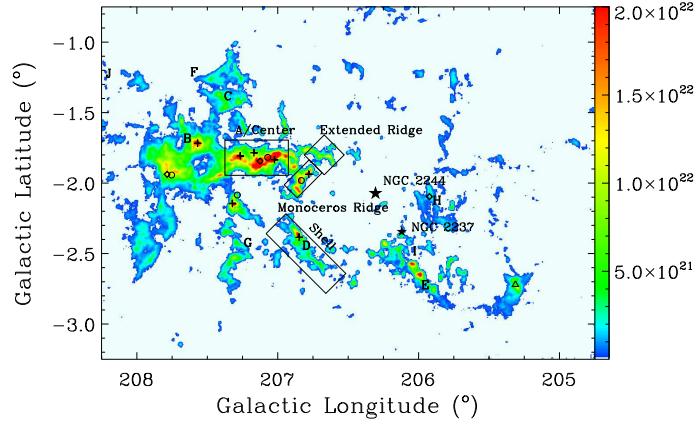 2.0×10²²
−1.0
J
F
C
−1.5
1.5×10²²
A/Center
Extended Ridge
B
Galactic Latitude (°)
−2.0
NGC 2244
1.0×10²²
H
Monoceros Ridge
NGC 2237
Shell
G
D
−2.5
I
5.0×10²¹
E
−3.0
208
207
206
205
Galactic Longitude (°)